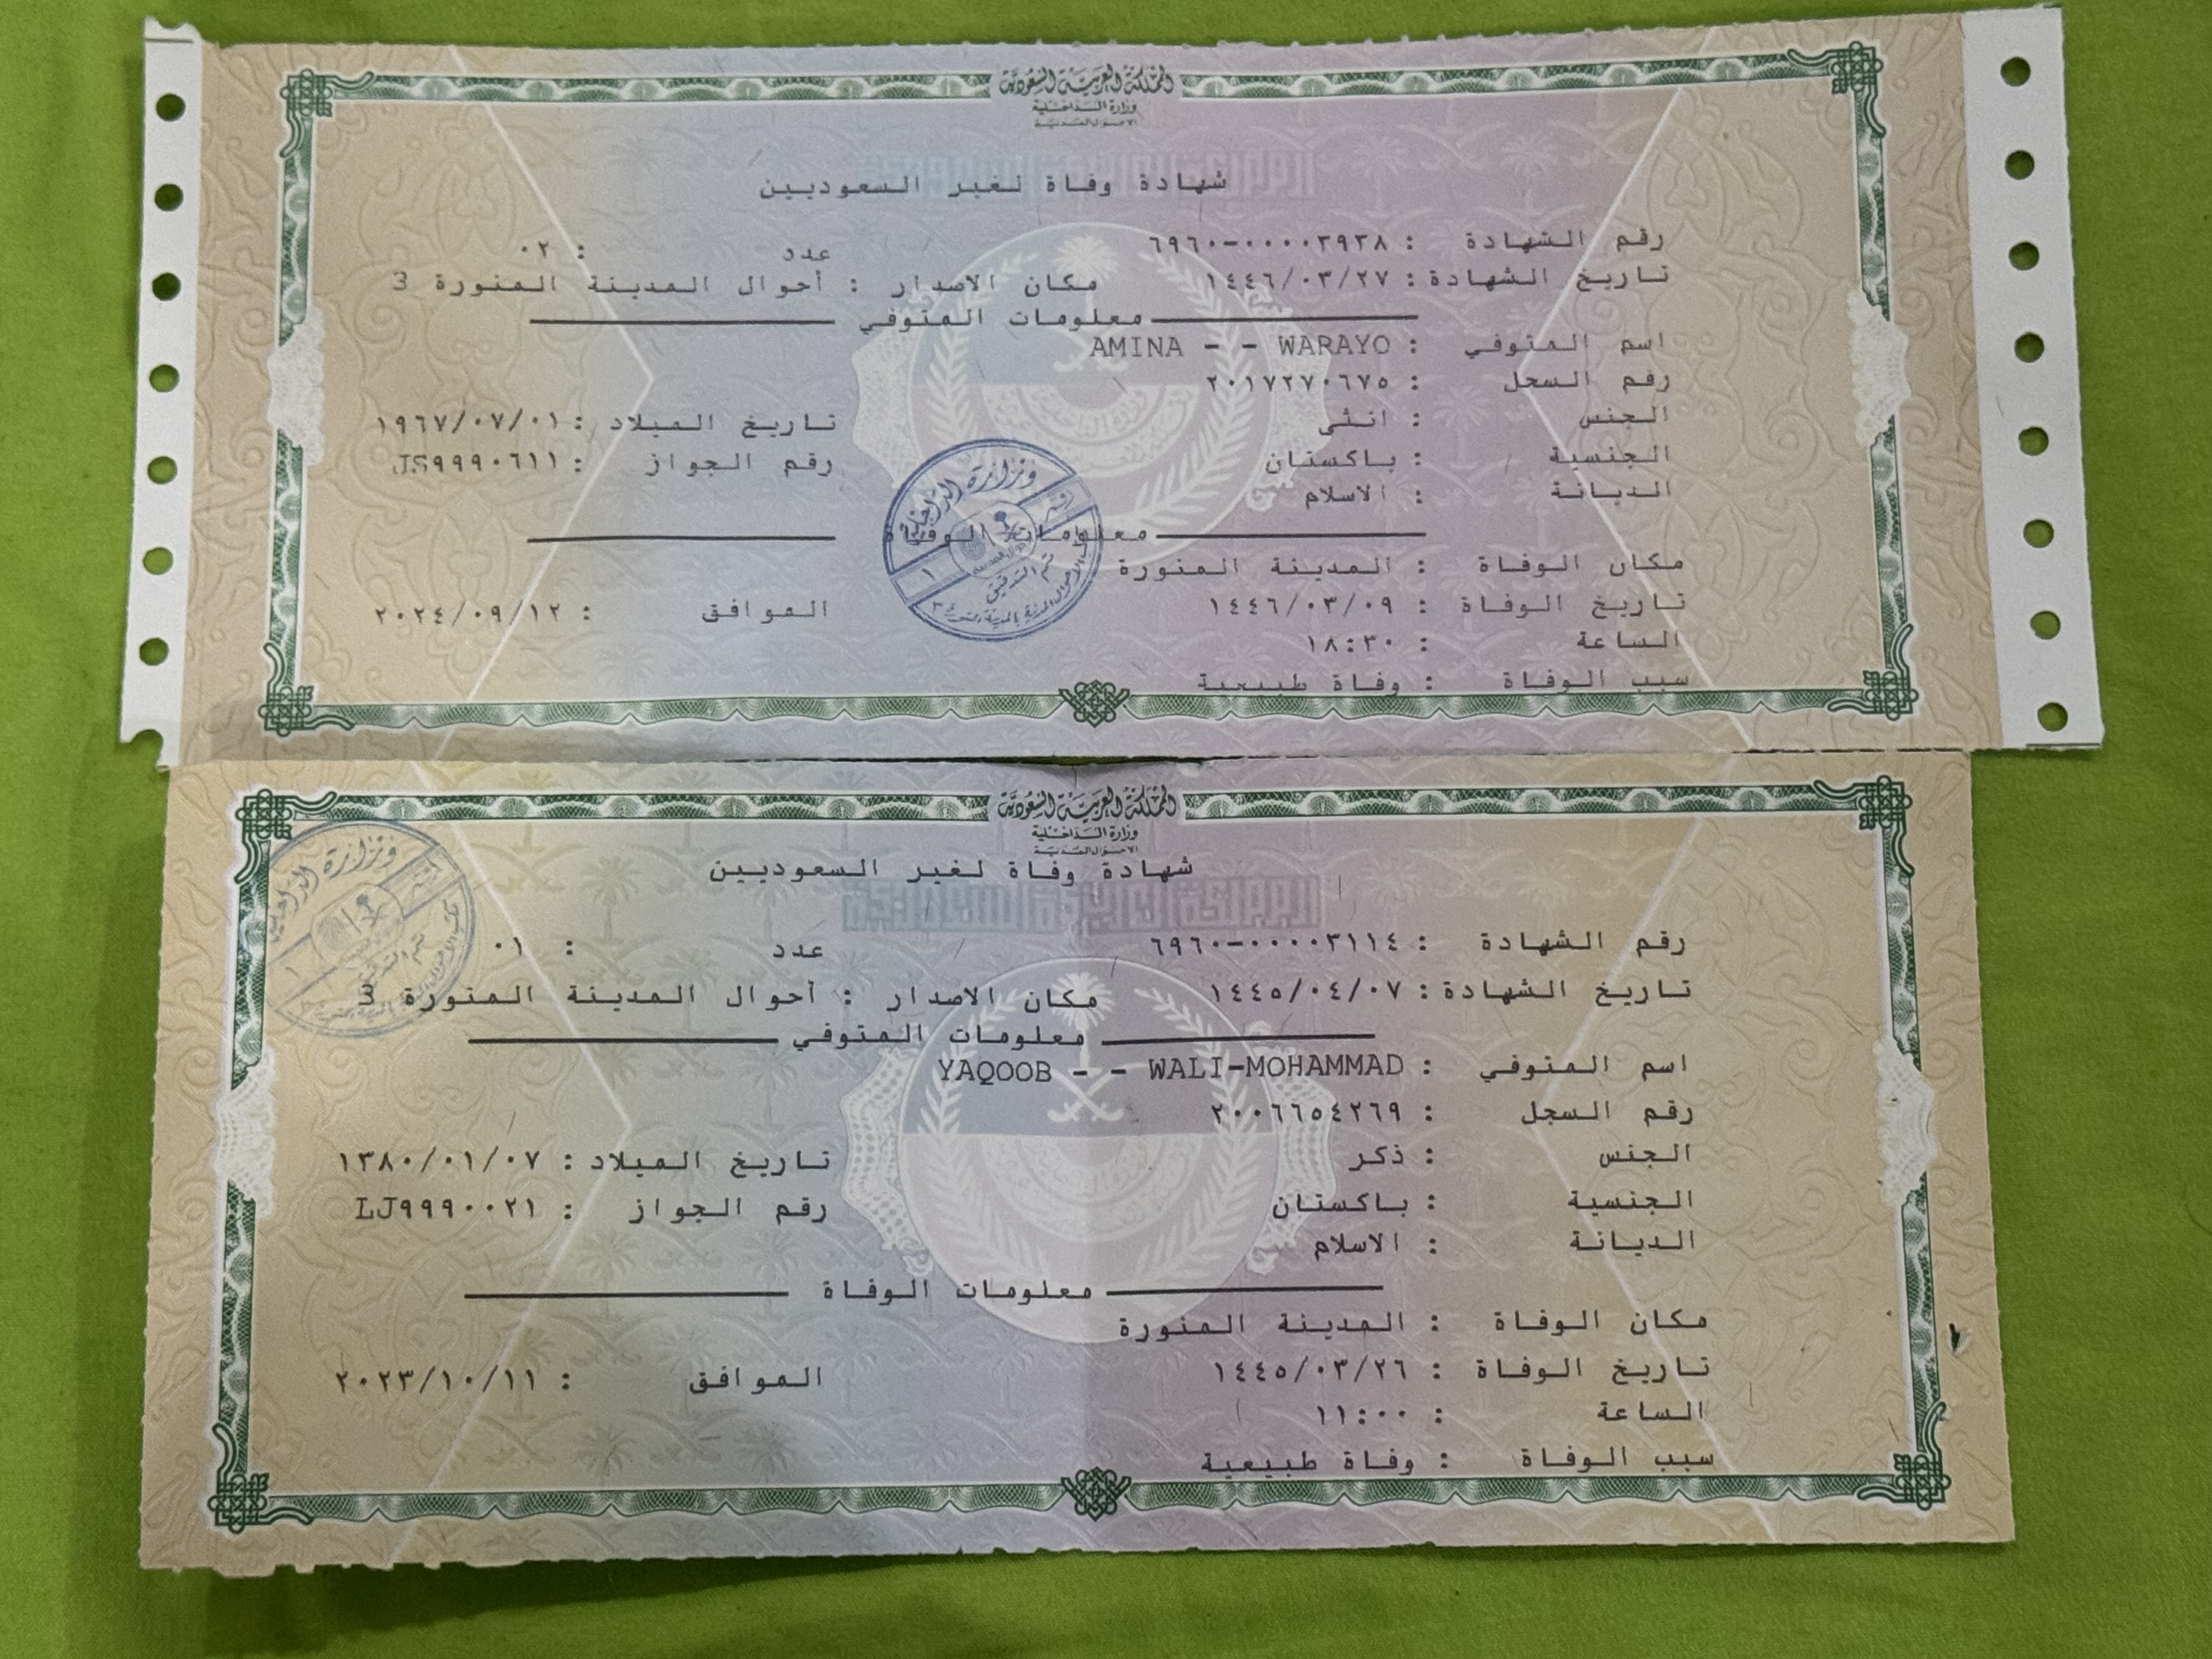 المملكة العربية السعودية
وزارة الداخلية
الأحوال المدنية
شهادة وفاة لغير السعوديين
رقم الشهادة : ٦٩٦٠-٠٠٠٠٣٩٣٨ عدد : ٠٢
تاريخ الشهادة : ١٤٤٦/٠٣/٢٧ مكان الاصدار : أحوال المدينة المنورة 3
معلومات المتوفي
اسم المتوفي : AMINA - - WARAYO
رقم السجل : ٢٠١٧٢٧٠٦٧٥
الجنس : انثى تاريخ الميلاد : ١٩٦٧/٠٧/٠١
الجنسية : باكستان رقم الجواز : JS٩٩٩٠٦١١
الديانة : الاسلام
معلومات الوفاة
مكان الوفاة : المدينة المنورة
تاريخ الوفاة : ١٤٤٦/٠٣/٠٩ الموافق : ٢٠٢٤/٠٩/١٢
الساعة : ١٨:٣٠
سبب الوفاة : وفاة طبيعية
وزارة الداخلية
تم التدقيق
المملكة العربية السعودية
وزارة الداخلية
الأحوال المدنية
شهادة وفاة لغير السعوديين
المملكة العربية السعودية
رقم الشهادة : ٦٩٦٠-٠٠٠٠٣١١٤ عدد : ٠١
تاريخ الشهادة : ١٤٤٥/٠٤/٠٧ مكان الاصدار : أحوال المدينة المنورة 3
معلومات المتوفي
اسم المتوفي : YAQOOB - - WALI-MOHAMMAD
رقم السجل : ٢٠٠٦٦٥٤٢٦٩
الجنس : ذكر تاريخ الميلاد : ١٣٨٠/٠١/٠٧
الجنسية : باكستان رقم الجواز : LJ٩٩٩٠٠٢١
الديانة : الاسلام
معلومات الوفاة
مكان الوفاة : المدينة المنورة
تاريخ الوفاة : ١٤٤٥/٠٣/٢٦ الموافق : ٢٠٢٣/١٠/١١
الساعة : ١١:٠٠
سبب الوفاة : وفاة طبيعية
وزارة الداخلية
تم التدقيق